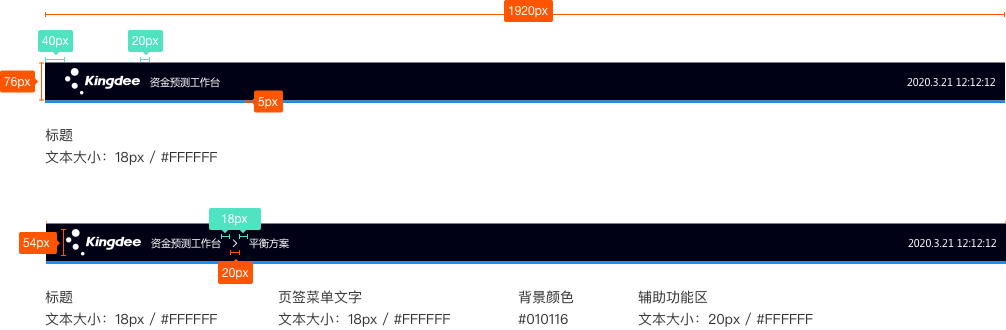 1920px
40px
20px
76px
Kingdee 资金预测工作台
2020.3.21 12:12:12
5px
标题
文本大小：18px / #FFFFFF
18px
54px
Kingdee 资金预测工作台 > 平衡方案
2020.3.21 12:12:12
20px
标题
文本大小：18px / #FFFFFF
页签菜单文字
文本大小：18px / #FFFFFF
背景颜色
#010116
辅助功能区
文本大小：20px / #FFFFFF